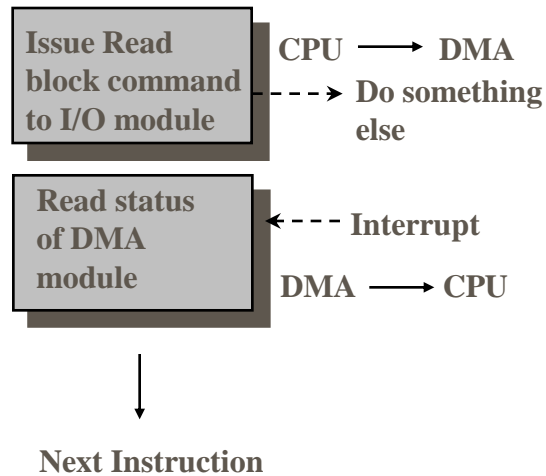 Issue Read
block command
to I/O module
CPU
DMA
Do something
else
Read status
of DMA
module
Interrupt
DMA
CPU
Next Instruction